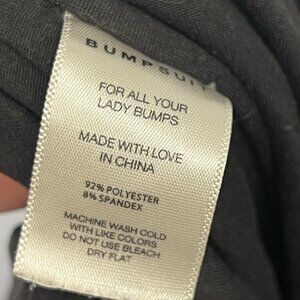 BUMPSUIT
FOR ALL YOUR
LADY BUMPS
MADE WITH LOVE
IN CHINA
92% POLYESTER
8% SPANDEX
MACHINE WASH COLD
WITH LIKE COLORS
DO NOT USE BLEACH
DRY FLAT